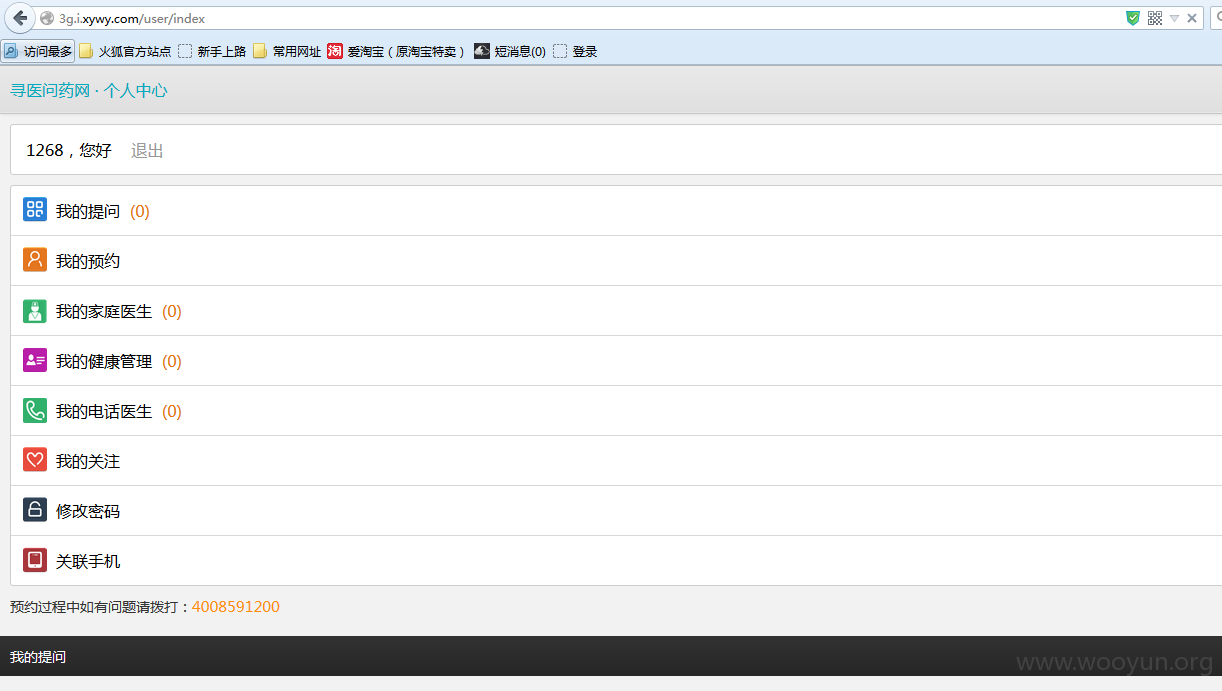 3g.i.xywy.com/user/index
访问最多 火狐官方站点 新手上路 常用网址 淘 爱淘宝（原淘宝特卖） 短消息(0) 登录
寻医问药网 · 个人中心
1268，您好 退出
我的提问 (0)
我的预约
我的家庭医生 (0)
我的健康管理 (0)
我的电话医生 (0)
我的关注
修改密码
关联手机
预约过程中如有问题请拨打：4008591200
我的提问
www.wooyun.org